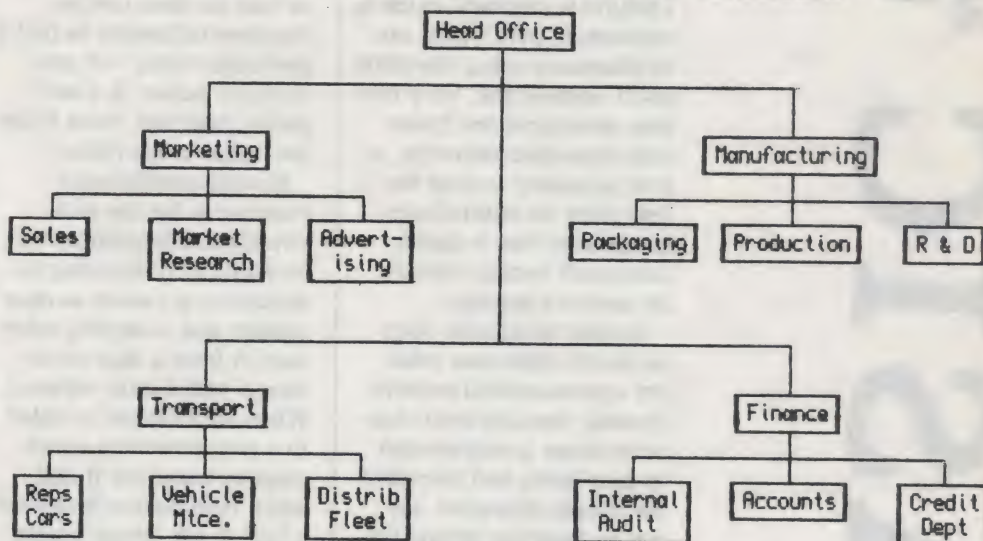 Head Office
Marketing
Manufacturing
Sales
Market
Research
Advert-
ising
Packaging
Production
R & D
Transport
Finance
Reps
Cars
Vehicle
Mtce.
Distrib
Fleet
Internal
Audit
Accounts
Credit
Dept